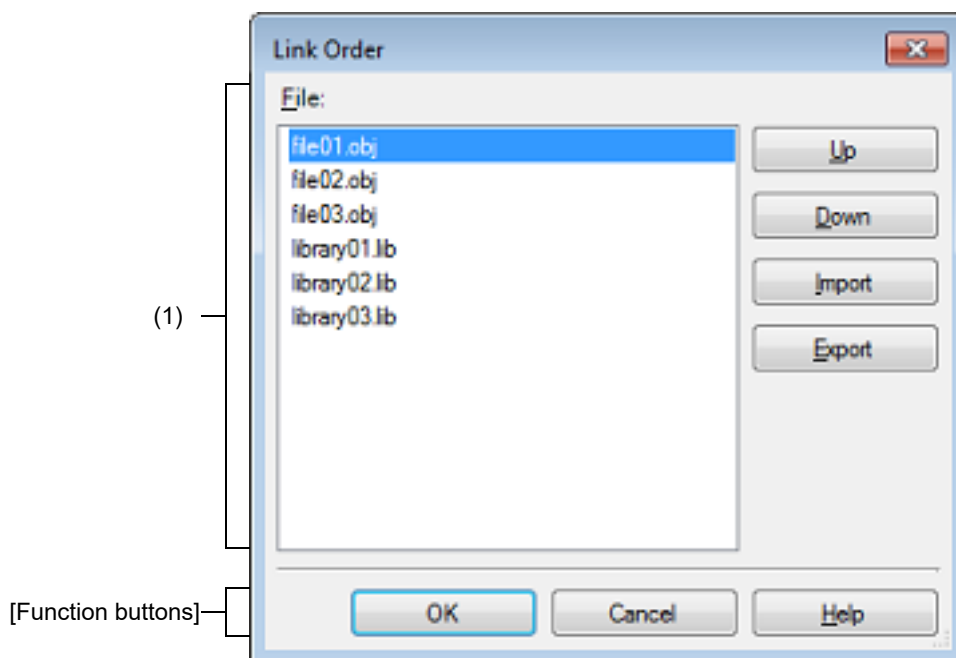 Link Order
File:
file01.obj
file02.obj
file03.obj
library01.lib
library02.lib
library03.lib
Up
Down
Import
Export
(1)
[Function buttons]
OK
Cancel
Help